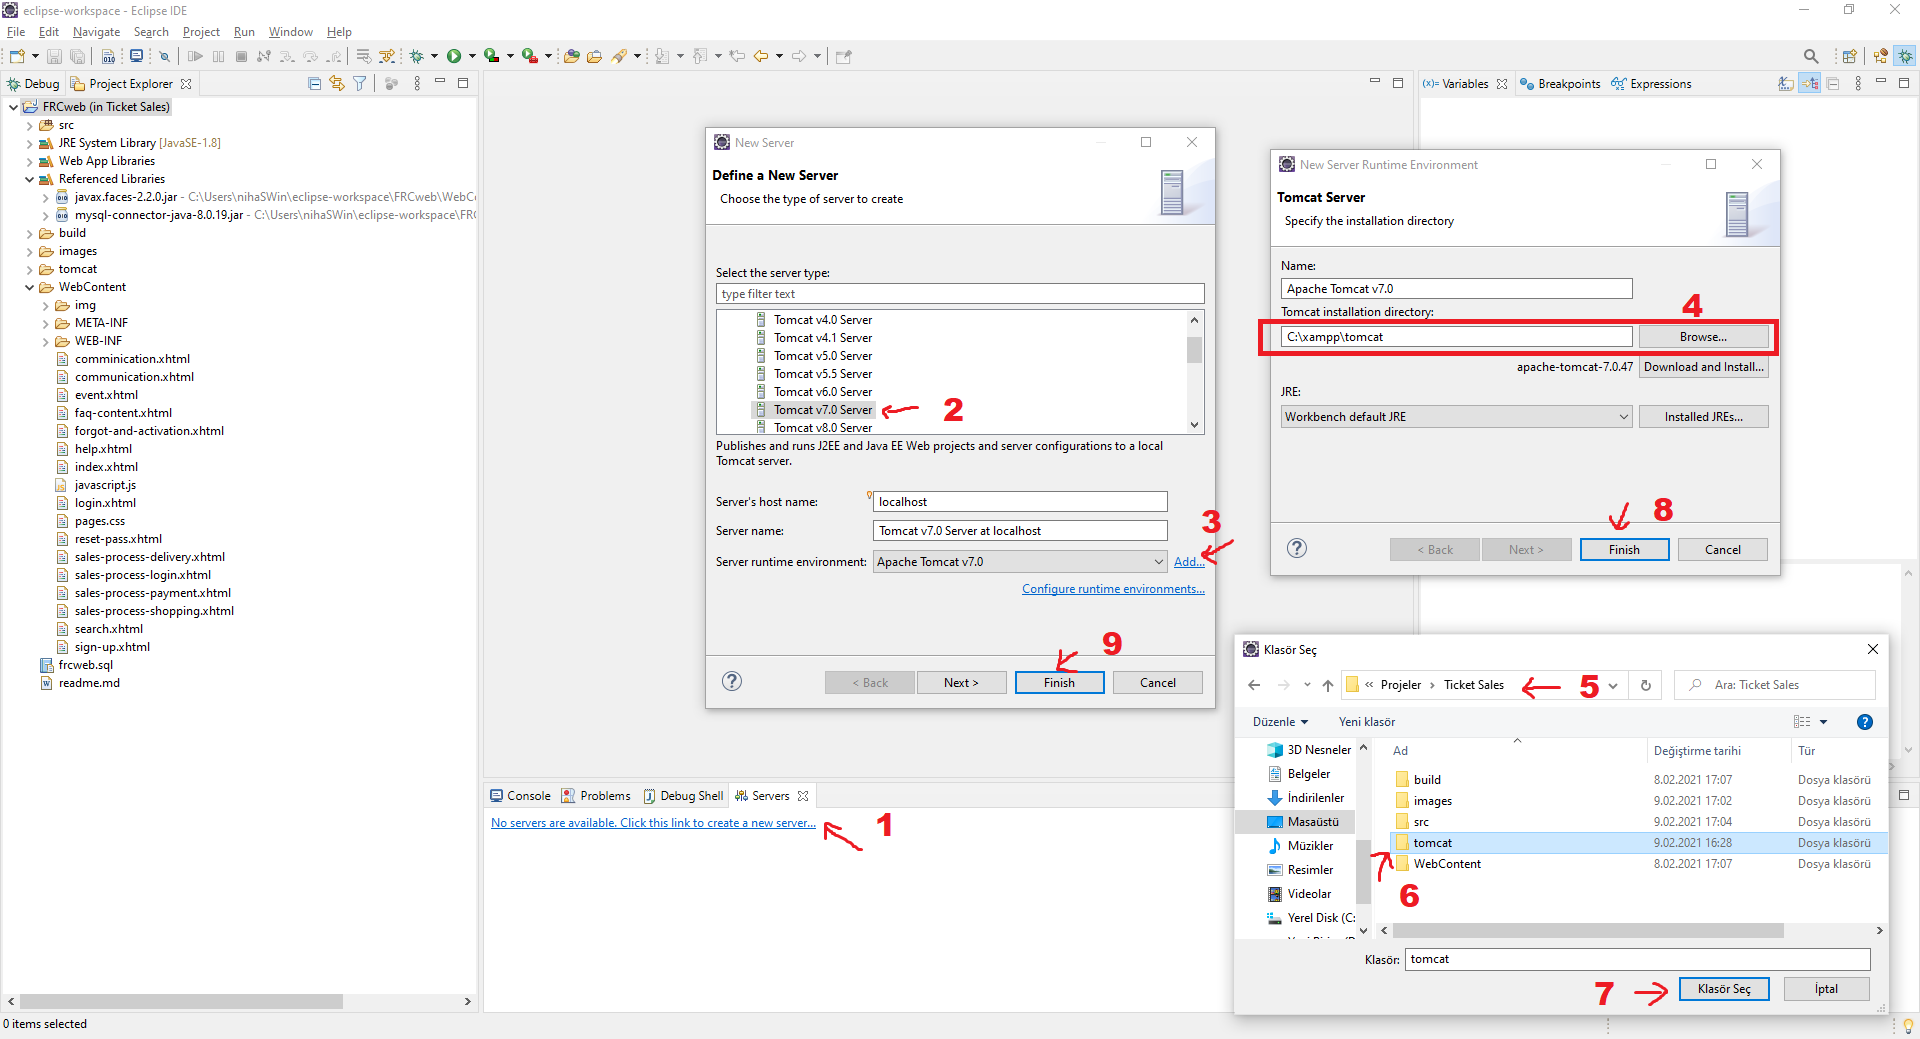 eclipse-workspace - Eclipse IDE
File Edit Navigate Search Project Run Window Help
Debug Project Explorer
FRCweb (in Ticket Sales)
src
JRE System Library [JavaSE-1.8]
Web App Libraries
Referenced Libraries
javax.faces-2.2.0.jar - C:\Users\nihaSWin\eclipse-workspace\FRCweb\WebCc
mysql-connector-java-8.0.19.jar - C:\Users\nihaSWin\eclipse-workspace\FRC
build
images
tomcat
WebContent
img
META-INF
WEB-INF
comminication.xhtml
communication.xhtml
event.xhtml
faq-content.xhtml
forgot-and-activation.xhtml
help.xhtml
index.xhtml
javascript.js
login.xhtml
pages.css
reset-pass.xhtml
sales-process-delivery.xhtml
sales-process-login.xhtml
sales-process-payment.xhtml
sales-process-shopping.xhtml
search.xhtml
sign-up.xhtml
frcweb.sql
readme.md
0 items selected
New Server
Define a New Server
Choose the type of server to create
Select the server type:
type filter text
Tomcat v4.0 Server
Tomcat v4.1 Server
Tomcat v5.0 Server
Tomcat v5.5 Server
Tomcat v6.0 Server
Tomcat v7.0 Server 2
Tomcat v8.0 Server
Publishes and runs J2EE and Java EE Web projects and server configurations to a local
Tomcat server.
Server's host name: localhost
Server name: Tomcat v7.0 Server at localhost
3
Server runtime environment: Apache Tomcat v7.0 Add...
Configure runtime environments...
9
< Back Next > Finish Cancel
Console Problems Debug Shell Servers
No servers are available. Click this link to create a new server...
1
(x)= Variables Breakpoints Expressions
New Server Runtime Environment
Tomcat Server
Specify the installation directory
Name:
Apache Tomcat v7.0
Tomcat installation directory:
4
C:\xampp\tomcat Browse...
apache-tomcat-7.0.47 Download and Install...
JRE:
Workbench default JRE Installed JREs...
8
< Back Next > Finish Cancel
Klasör Seç
« Projeler › Ticket Sales 5 Ara: Ticket Sales
Düzenle Yeni klasör
3D Nesneler
Belgeler
İndirilenler
Masaüstü
Müzikler
Resimler
Videolar
Yerel Disk (C:
Ad Değiştirme tarihi Tür
build 8.02.2021 17:07 Dosya klasörü
images 9.02.2021 17:02 Dosya klasörü
src 9.02.2021 17:04 Dosya klasörü
tomcat 9.02.2021 16:28 Dosya klasörü
WebContent 8.02.2021 17:07 Dosya klasörü
6
Klasör: tomcat
7 Klasör Seç İptal